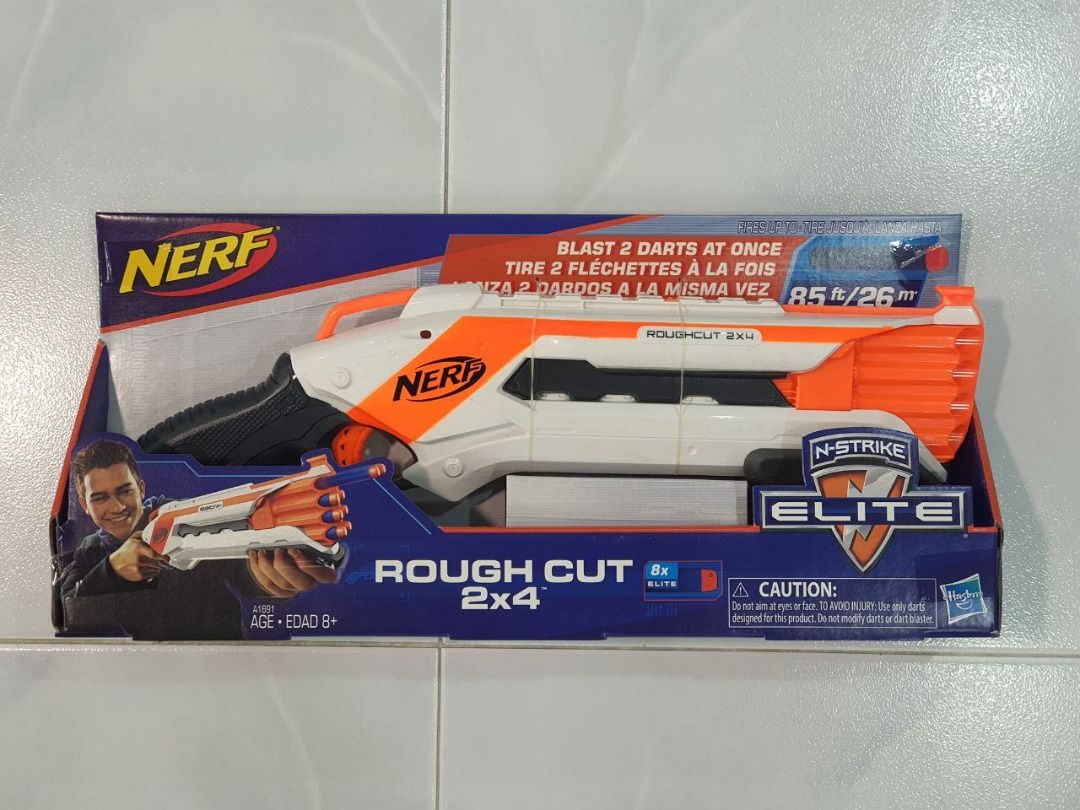 NERF
FIRES UP TO • TIRE JUSQU'À • LANZA HASTA
BLAST 2 DARTS AT ONCE
TIRE 2 FLÉCHETTES À LA FOIS
LANZA 2 DARDOS A LA MISMA VEZ
85 ft/26 m
ROUGHCUT 2X4
NERF
N-STRIKE
ELITE
ROUGH CUT
2x4™
8x
ELITE
A1691
AGE • EDAD 8+
⚠ CAUTION:
Do not aim at eyes or face. TO AVOID INJURY: Use only darts
designed for this product. Do not modify darts or dart blaster.
Hasbro